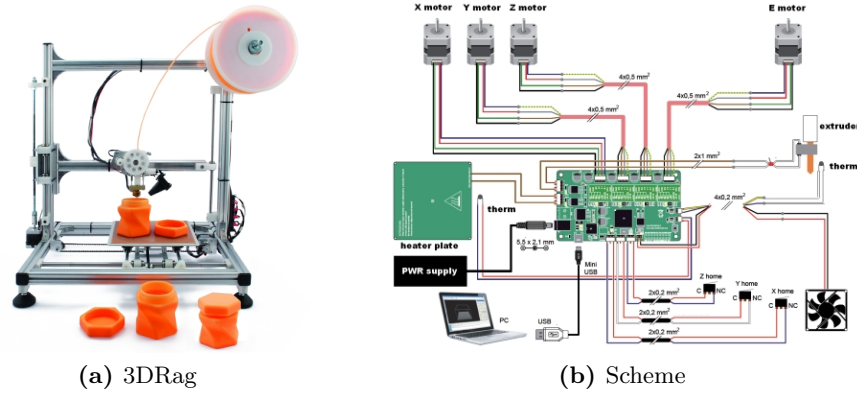 X motor
Y motor
Z motor
E motor
4x0,5 mm²
4x0,5 mm²
4x0,5 mm²
extruder
2x1 mm²
therm
4x0,2 mm²
therm
heater plate
5,5 x 2,1 mm
PWR supply
Mini
USB
Z home
C NC
Y home
C NC
X home
C NC
2x0,2 mm²
2x0,2 mm²
2x0,2 mm²
PC
USB
(a) 3DRag
(b) Scheme